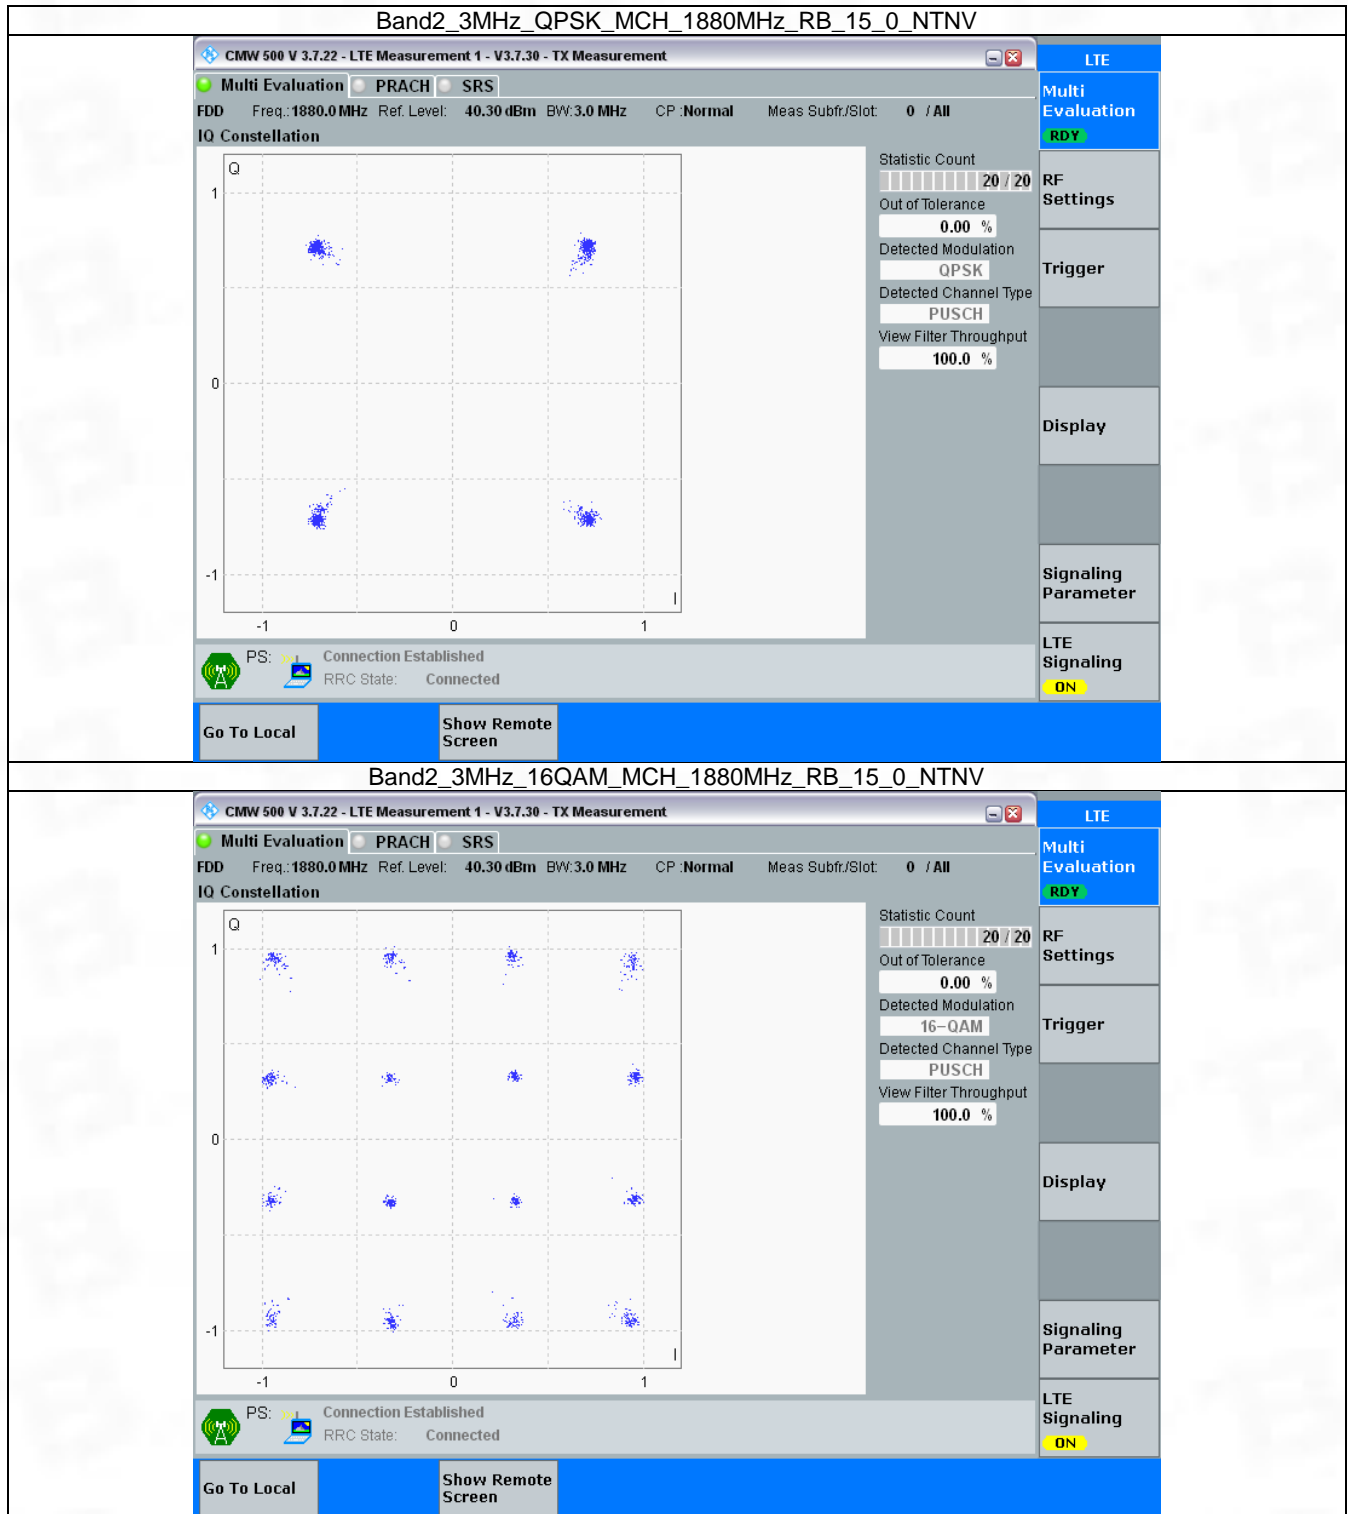 Band2_3MHz_QPSK_MCH_1880MHz_RB_15_0_NTNV
CMW 500 V 3.7.22 - LTE Measurement 1 - V3.7.30 - TX Measurement
LTE
Multi Evaluation PRACH SRS
Multi
Evaluation
RDY
FDD Freq.:1880.0 MHz Ref. Level: 40.30 dBm BW:3.0 MHz CP :Normal Meas Subfr./Slot: 0 / All
IQ Constellation
Q
1
0
-1
I
-1 0 1
Statistic Count
20 / 20
Out of Tolerance
0.00 %
Detected Modulation
QPSK
Detected Channel Type
PUSCH
View Filter Throughput
100.0 %
RF
Settings
Trigger
Display
Signaling
Parameter
LTE
Signaling
ON
PS: Connection Established
RRC State: Connected
Go To Local
Show Remote
Screen
Band2_3MHz_16QAM_MCH_1880MHz_RB_15_0_NTNV
CMW 500 V 3.7.22 - LTE Measurement 1 - V3.7.30 - TX Measurement
LTE
Multi Evaluation PRACH SRS
Multi
Evaluation
RDY
FDD Freq.:1880.0 MHz Ref. Level: 40.30 dBm BW:3.0 MHz CP :Normal Meas Subfr./Slot: 0 / All
IQ Constellation
Q
1
0
-1
I
-1 0 1
Statistic Count
20 / 20
Out of Tolerance
0.00 %
Detected Modulation
16-QAM
Detected Channel Type
PUSCH
View Filter Throughput
100.0 %
RF
Settings
Trigger
Display
Signaling
Parameter
LTE
Signaling
ON
PS: Connection Established
RRC State: Connected
Go To Local
Show Remote
Screen